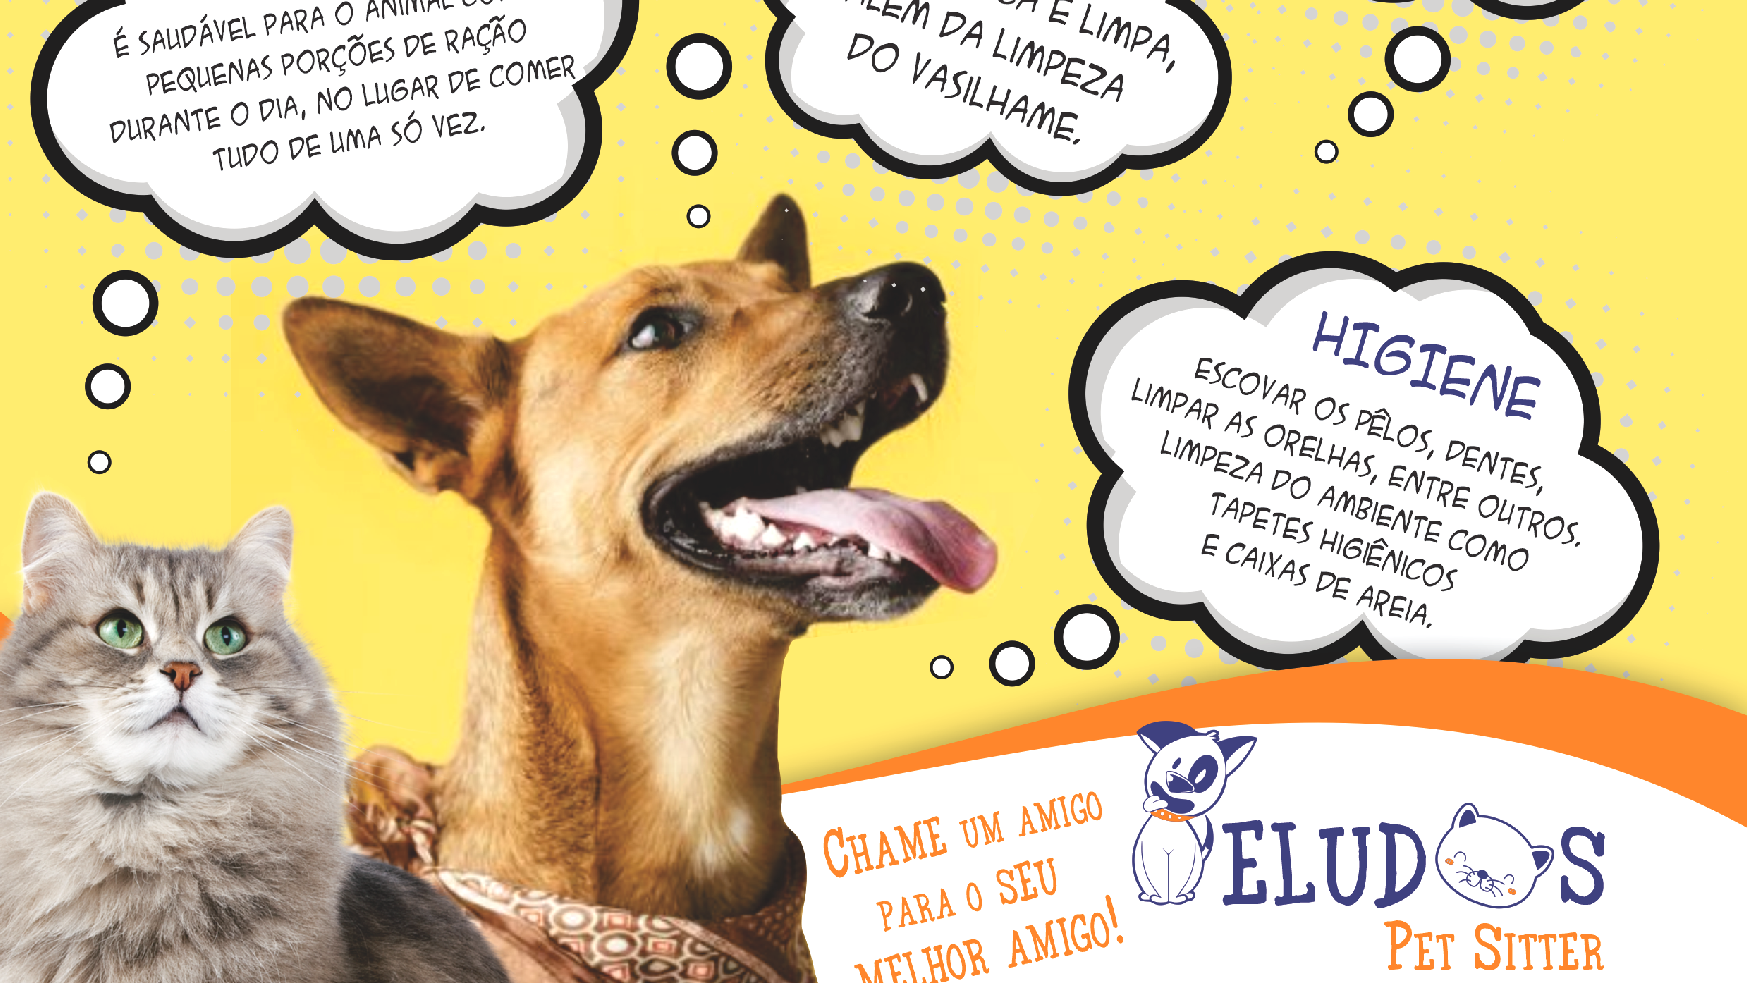 É SAUDÁVEL PARA O ANIMAL
PEQUENAS PORÇÕES DE RAÇÃO
DURANTE O DIA, NO LUGAR DE COMER
TUDO DE UMA SÓ VEZ.
E LIMPA,
ALÉM DA LIMPEZA
DO VASILHAME.
HIGIENE
ESCOVAR OS PÊLOS, DENTES,
LIMPAR AS ORELHAS, ENTRE OUTROS.
LIMPEZA DO AMBIENTE COMO
TAPETES HIGIÊNICOS
E CAIXAS DE AREIA.
CHAME UM AMIGO
PARA O SEU
MELHOR AMIGO!
PELUDOS
PET SITTER